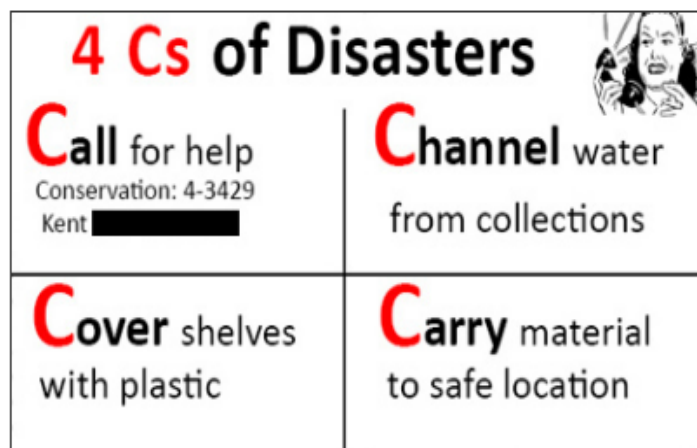 4 Cs of Disasters
Call for help
Conservation: 4-3429
Kent
Channel water
from collections
Cover shelves
with plastic
Carry material
to safe location